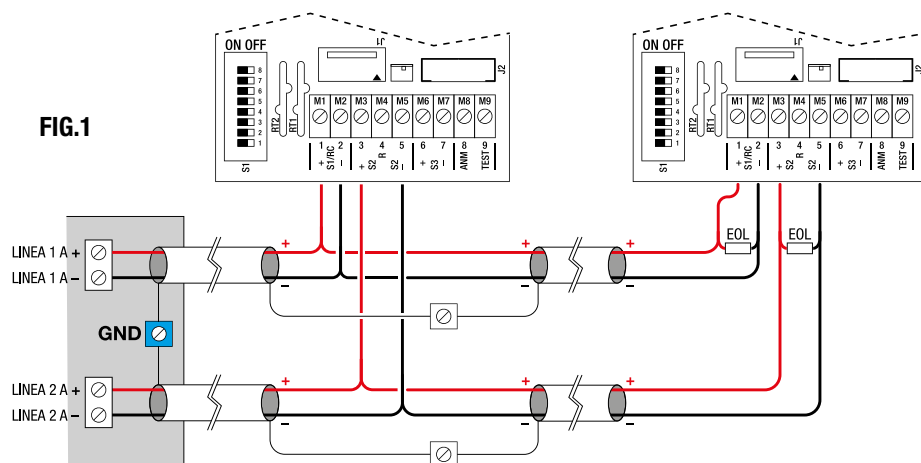 FIG.1
ON OFF
8
7
6
5
4
3
2
1
S1
RT2
RT1
J1
J2
M1 M2 M3 M4 M5 M6 M7 M8 M9
1 2 3 4 5 6 7 8 9
+ S1/RC – + S2 R S2 – + S3 – ANM TEST
ON OFF
8
7
6
5
4
3
2
1
S1
RT2
RT1
J1
J2
M1 M2 M3 M4 M5 M6 M7 M8 M9
1 2 3 4 5 6 7 8 9
+ S1/RC – + S2 R S2 – + S3 – ANM TEST
LINEA 1 A +
LINEA 1 A –
+ + +
– – –
EOL EOL
GND
LINEA 2 A +
LINEA 2 A –
+ + +
– – –